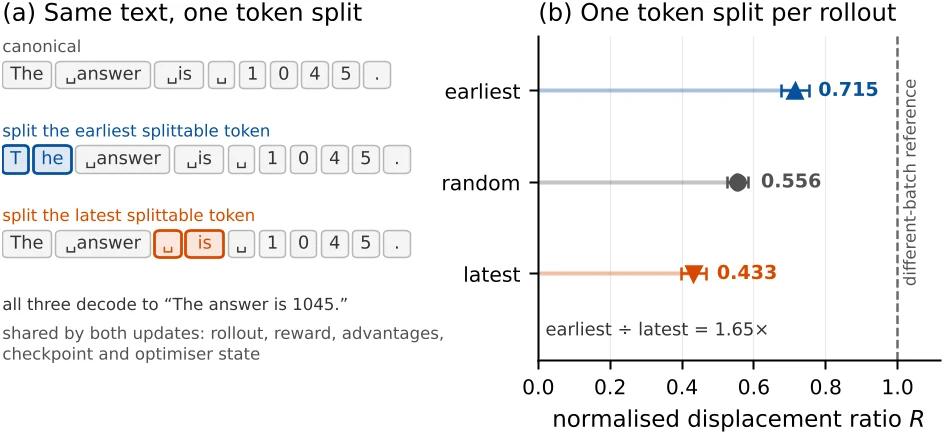 (a) Same text, one token split
canonical
The ␣answer ␣is ␣ 1 0 4 5 .
split the earliest splittable token
T he ␣answer ␣is ␣ 1 0 4 5 .
split the latest splittable token
The ␣answer ␣ is ␣ 1 0 4 5 .
all three decode to “The answer is 1045.”
shared by both updates: rollout, reward, advantages,
checkpoint and optimiser state
(b) One token split per rollout
earliest
0.715
random
0.556
latest
0.433
different-batch reference
earliest ÷ latest = 1.65×
0.0 0.2 0.4 0.6 0.8 1.0
normalised displacement ratio R